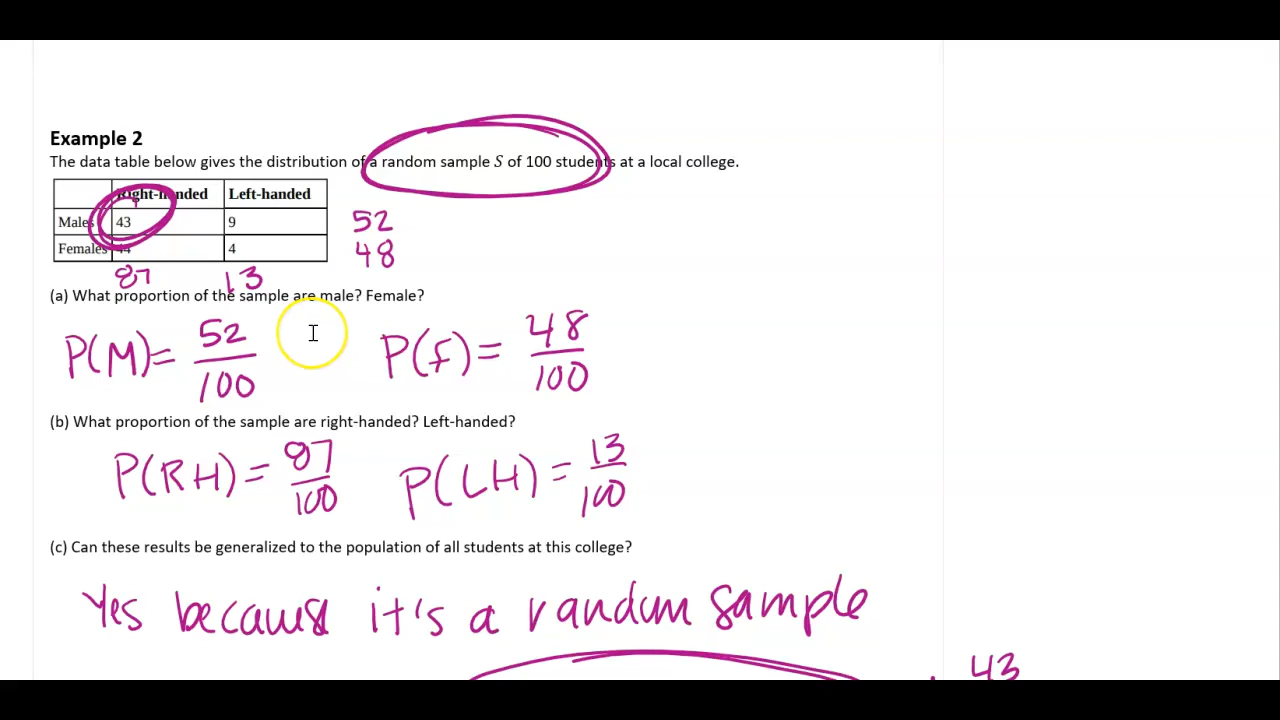 Example 2
The data table below gives the distribution of a random sample S of 100 students at a local college.
Right-handed Left-handed
Males 43 9 52
Females 44 4 48
87 13
(a) What proportion of the sample are male? Female?
P(M)= 52/100 P(f) = 48/100
(b) What proportion of the sample are right-handed? Left-handed?
P(RH) = 87/100 P(LH) = 13/100
(c) Can these results be generalized to the population of all students at this college?
Yes because it's a random sample
43